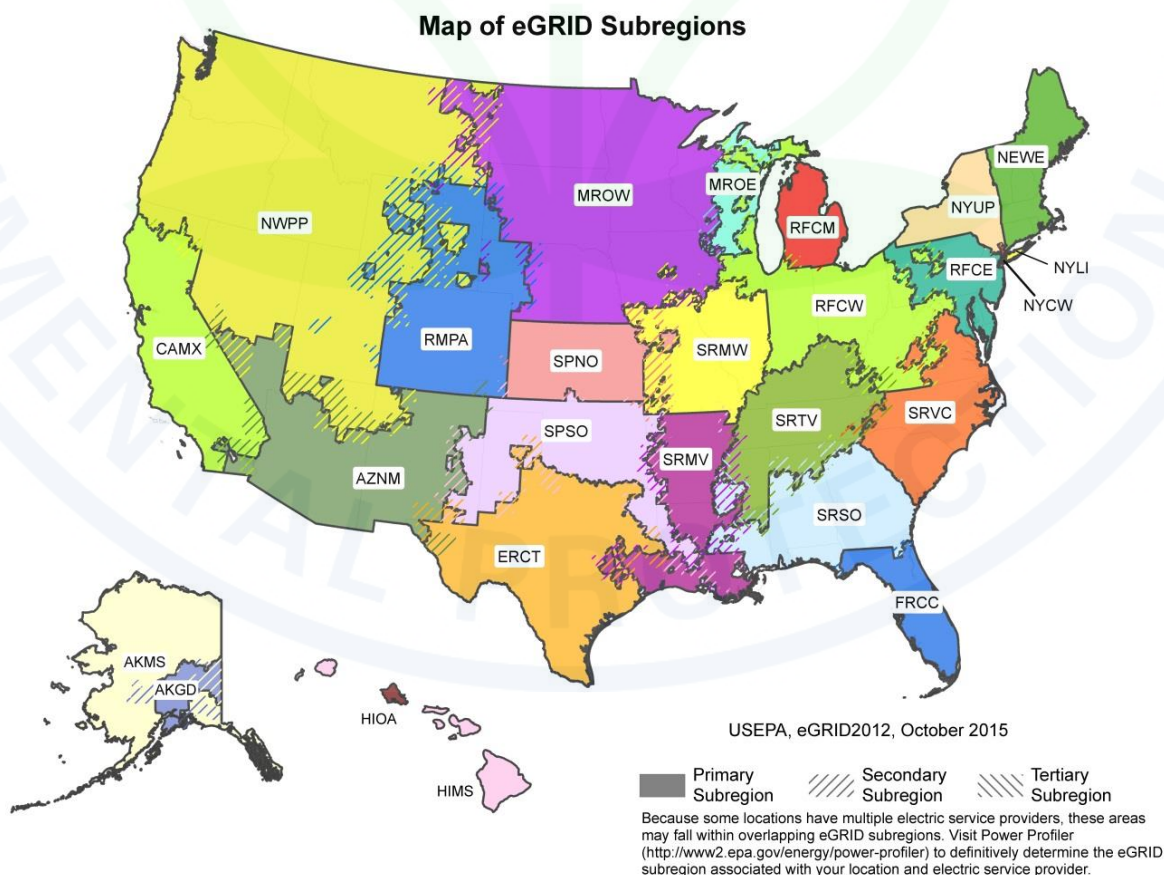 Map of eGRID Subregions
NEWE
MROE
MROW
NYUP
NWPP
RFCM
RFCE
NYLI
NYCW
RFCW
RMPA
CAMX
SRMW
SPNO
SRVC
SRTV
SPSO
SRMV
AZNM
SRSO
ERCT
FRCC
AKMS
AKGD
HIOA
HIMS
USEPA, eGRID2012, October 2015
Primary Subregion
Secondary Subregion
Tertiary Subregion
Because some locations have multiple electric service providers, these areas
may fall within overlapping eGRID subregions. Visit Power Profiler
(http://www2.epa.gov/energy/power-profiler) to definitively determine the eGRID
subregion associated with your location and electric service provider.
MENTAL PROTECTION